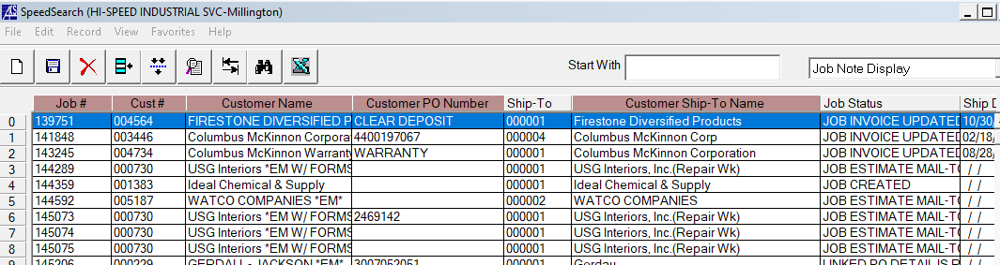 SpeedSearch (HI-SPEED INDUSTRIAL SVC-Millington)
File Edit Record View Favorites Help
Start With Job Note Display
Job # Cust # Customer Name Customer PO Number Ship-To Customer Ship-To Name Job Status Ship D
0 139751 004564 FIRESTONE DIVERSIFIED P CLEAR DEPOSIT 000001 Firestone Diversified Products JOB INVOICE UPDATED 10/30/
1 141848 003446 Columbus McKinnon Corporat 4400197067 000004 Columbus McKinnon Corp JOB INVOICE UPDATED 02/18/
2 143245 004734 Columbus McKinnon Warranty WARRANTY 000001 Columbus McKinnon Corporation JOB INVOICE UPDATED 08/28/
3 144289 000730 USG Interiors *EM W/ FORMS 000001 USG Interiors, Inc.(Repair Wk) JOB ESTIMATE MAIL-TO / /
4 144359 001383 Ideal Chemical & Supply 000001 Ideal Chemical & Supply JOB CREATED / /
5 144592 005187 WATCO COMPANIES *EM* 000002 WATCO COMPANIES JOB ESTIMATE MAIL-TO / /
6 145073 000730 USG Interiors *EM W/ FORMS 2469142 000001 USG Interiors, Inc.(Repair Wk) JOB ESTIMATE MAIL-TO / /
7 145074 000730 USG Interiors *EM W/ FORMS 000001 USG Interiors, Inc.(Repair Wk) JOB ESTIMATE MAIL-TO / /
8 145075 000730 USG Interiors *EM W/ FORMS 000001 USG Interiors, Inc.(Repair Wk) JOB ESTIMATE MAIL-TO / /
9 145206 000229 GERDAU - JACKSON *EM* 3007052051 000001 Gerdau LINKED PO DETAIL IS